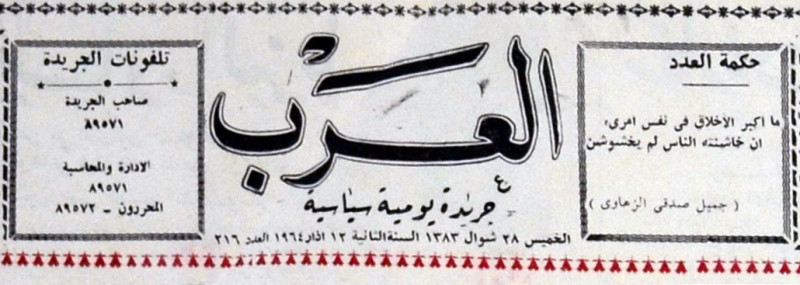 حكمة العدد
ما اكبر الاخلاق في نفس امرىء
ان خاشنته الناس لم يخشوشن
( جميل صدقي الزهاوي )
العرب
جريدة يومية سياسية
الخميس ٢٨ شوال ١٣٨٣ السنة الثانية ١٢ اذار ١٩٦٤ العدد ٢١٦
تلفونات الجريدة
صاحب الجريدة
٨٩٥٧١
الادارة والمحاسبة
٨٩٥٧١
المحررون - ٨٩٥٧٢